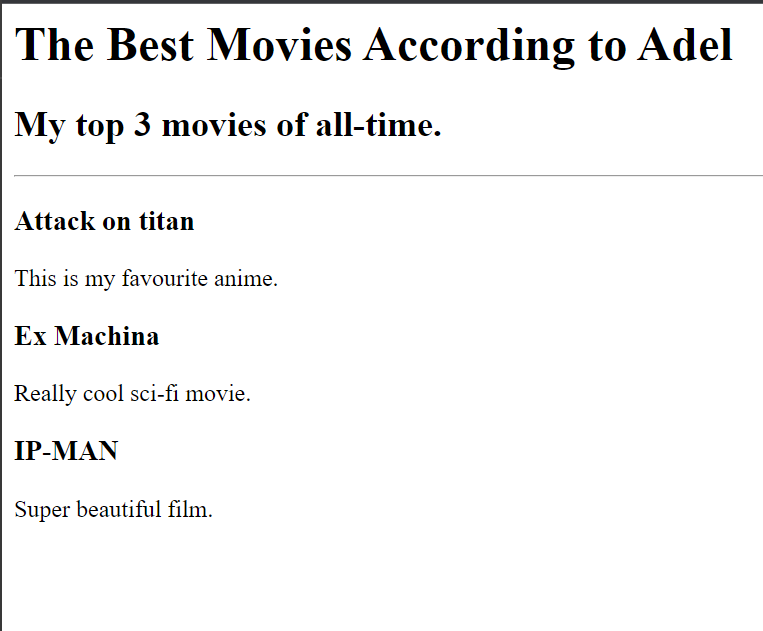 The Best Movies According to Adel
My top 3 movies of all-time.
Attack on titan
This is my favourite anime.
Ex Machina
Really cool sci-fi movie.
IP-MAN
Super beautiful film.